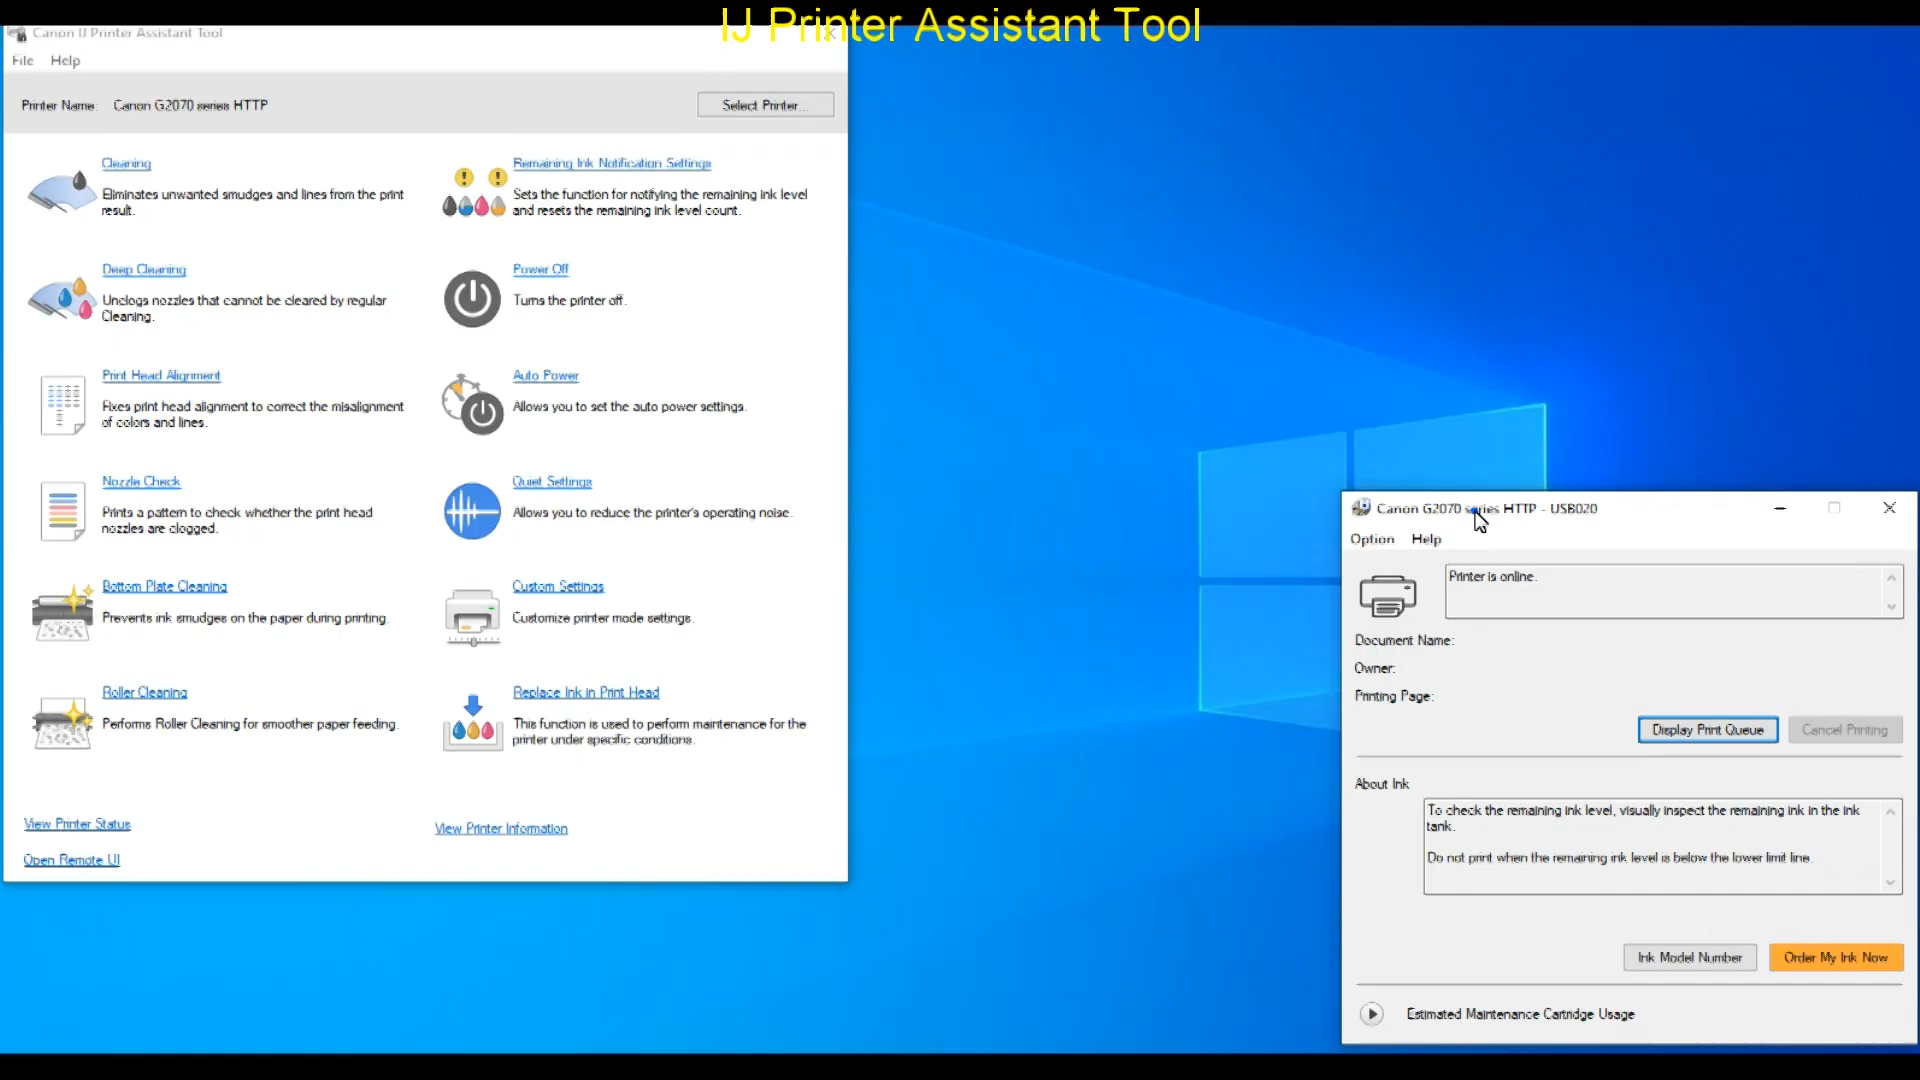 IJ Printer Assistant Tool
Canon IJ Printer Assistant Tool
File Help
Printer Name: Canon G2070 series HTTP
Select Printer...
Cleaning
Eliminates unwanted smudges and lines from the print
result.
Remaining Ink Notification Settings
Sets the function for notifying the remaining ink level
and resets the remaining ink level count.
Deep Cleaning
Unclogs nozzles that cannot be cleared by regular
Cleaning.
Power Off
Turns the printer off.
Print Head Alignment
Fixes print head alignment to correct the misalignment
of colors and lines.
Auto Power
Allows you to set the auto power settings.
Nozzle Check
Prints a pattern to check whether the print head
nozzles are clogged.
Quiet Settings
Allows you to reduce the printer's operating noise.
Bottom Plate Cleaning
Prevents ink smudges on the paper during printing.
Custom Settings
Customize printer mode settings.
Roller Cleaning
Performs Roller Cleaning for smoother paper feeding.
Replace Ink in Print Head
This function is used to perform maintenance for the
printer under specific conditions.
View Printer Status
View Printer Information
Open Remote UI
Canon G2070 series HTTP - USB020
Option Help
Printer is online.
Document Name:
Owner:
Printing Page:
Display Print Queue
Cancel Printing
About Ink
To check the remaining ink level, visually inspect the remaining ink in the ink
tank.
Do not print when the remaining ink level is below the lower limit line.
Ink Model Number
Order My Ink Now
Estimated Maintenance Cartridge Usage